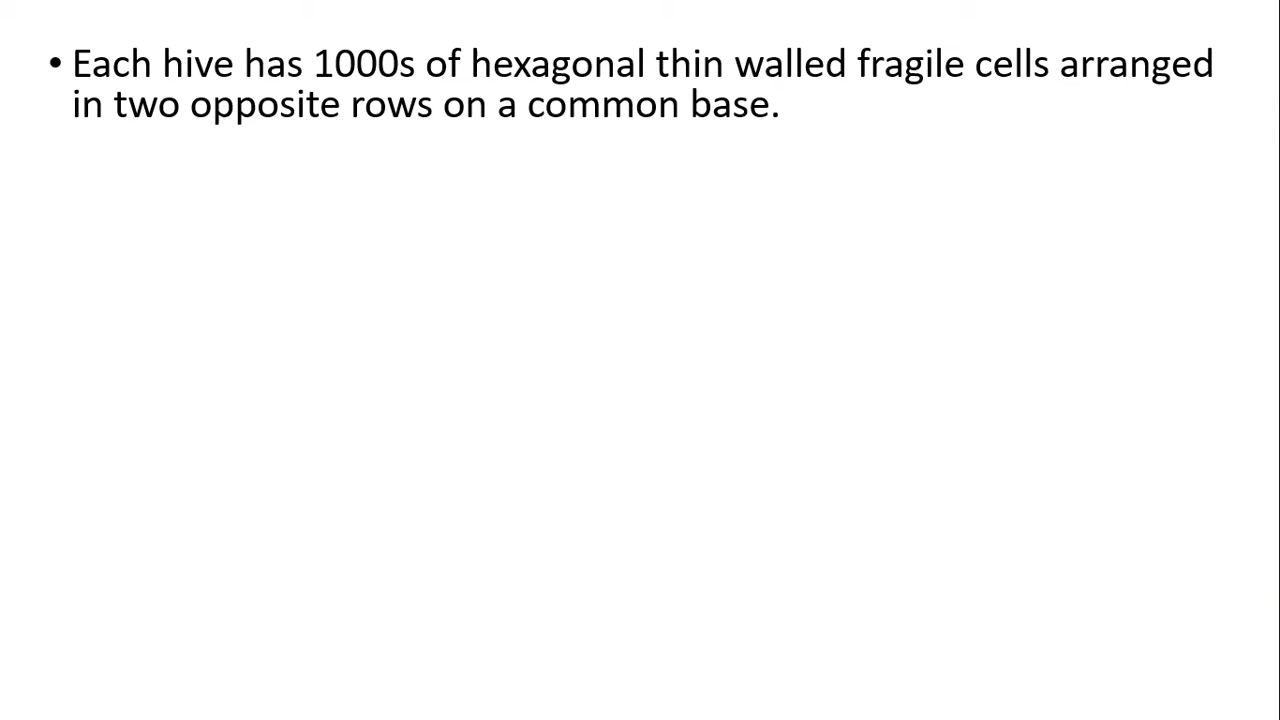 • Each hive has 1000s of hexagonal thin walled fragile cells arranged
in two opposite rows on a common base.